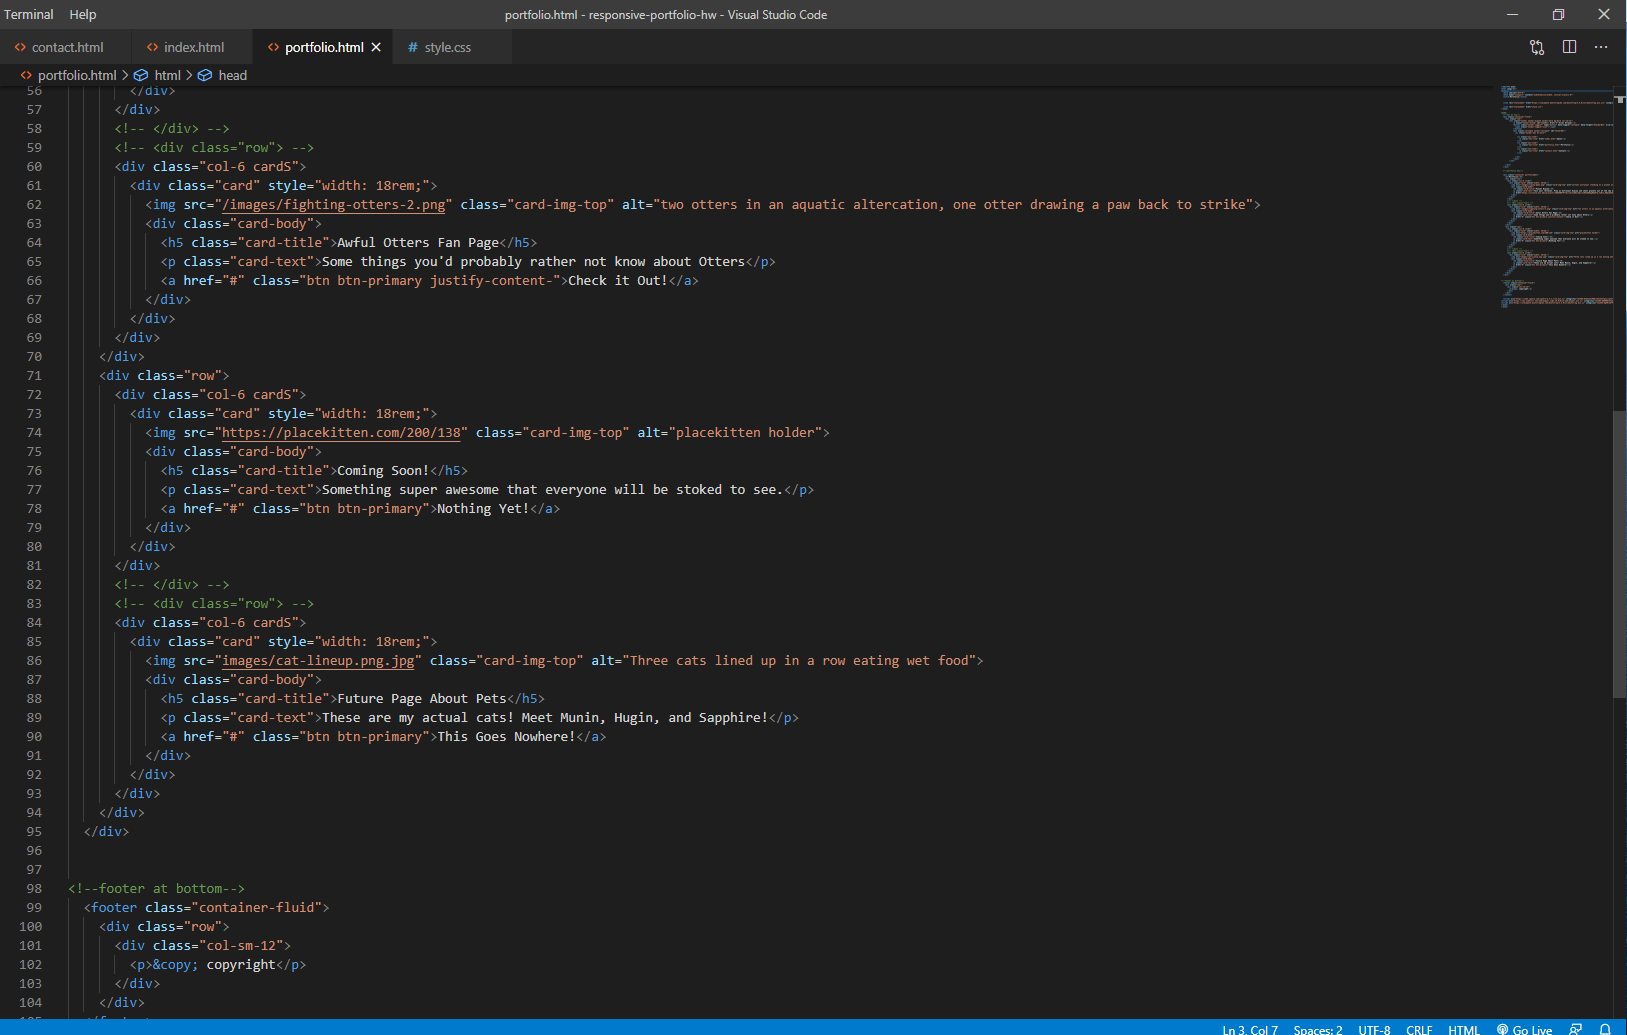 Terminal Help portfolio.html - responsive-portfolio-hw - Visual Studio Code
<> contact.html <> index.html <> portfolio.html # style.css
<> portfolio.html > html > head
56 </div>
57 </div>
58 <!-- </div> -->
59 <!-- <div class="row"> -->
60 <div class="col-6 cardS">
61 <div class="card" style="width: 18rem;">
62 <img src="/images/fighting-otters-2.png" class="card-img-top" alt="two otters in an aquatic altercation, one otter drawing a paw back to strike">
63 <div class="card-body">
64 <h5 class="card-title">Awful Otters Fan Page</h5>
65 <p class="card-text">Some things you'd probably rather not know about Otters</p>
66 <a href="#" class="btn btn-primary justify-content-">Check it Out!</a>
67 </div>
68 </div>
69 </div>
70 </div>
71 <div class="row">
72 <div class="col-6 cardS">
73 <div class="card" style="width: 18rem;">
74 <img src="https://placekitten.com/200/138" class="card-img-top" alt="placekitten holder">
75 <div class="card-body">
76 <h5 class="card-title">Coming Soon!</h5>
77 <p class="card-text">Something super awesome that everyone will be stoked to see.</p>
78 <a href="#" class="btn btn-primary">Nothing Yet!</a>
79 </div>
80 </div>
81 </div>
82 <!-- </div> -->
83 <!-- <div class="row"> -->
84 <div class="col-6 cardS">
85 <div class="card" style="width: 18rem;">
86 <img src="images/cat-lineup.png.jpg" class="card-img-top" alt="Three cats lined up in a row eating wet food">
87 <div class="card-body">
88 <h5 class="card-title">Future Page About Pets</h5>
89 <p class="card-text">These are my actual cats! Meet Munin, Hugin, and Sapphire!</p>
90 <a href="#" class="btn btn-primary">This Goes Nowhere!</a>
91 </div>
92 </div>
93 </div>
94 </div>
95 </div>
96
97
98 <!--footer at bottom-->
99 <footer class="container-fluid">
100 <div class="row">
101 <div class="col-sm-12">
102 <p>&copy; copyright</p>
103 </div>
104 </div>
Ln 3, Col 7 Spaces: 2 UTF-8 CRLF HTML Go Live